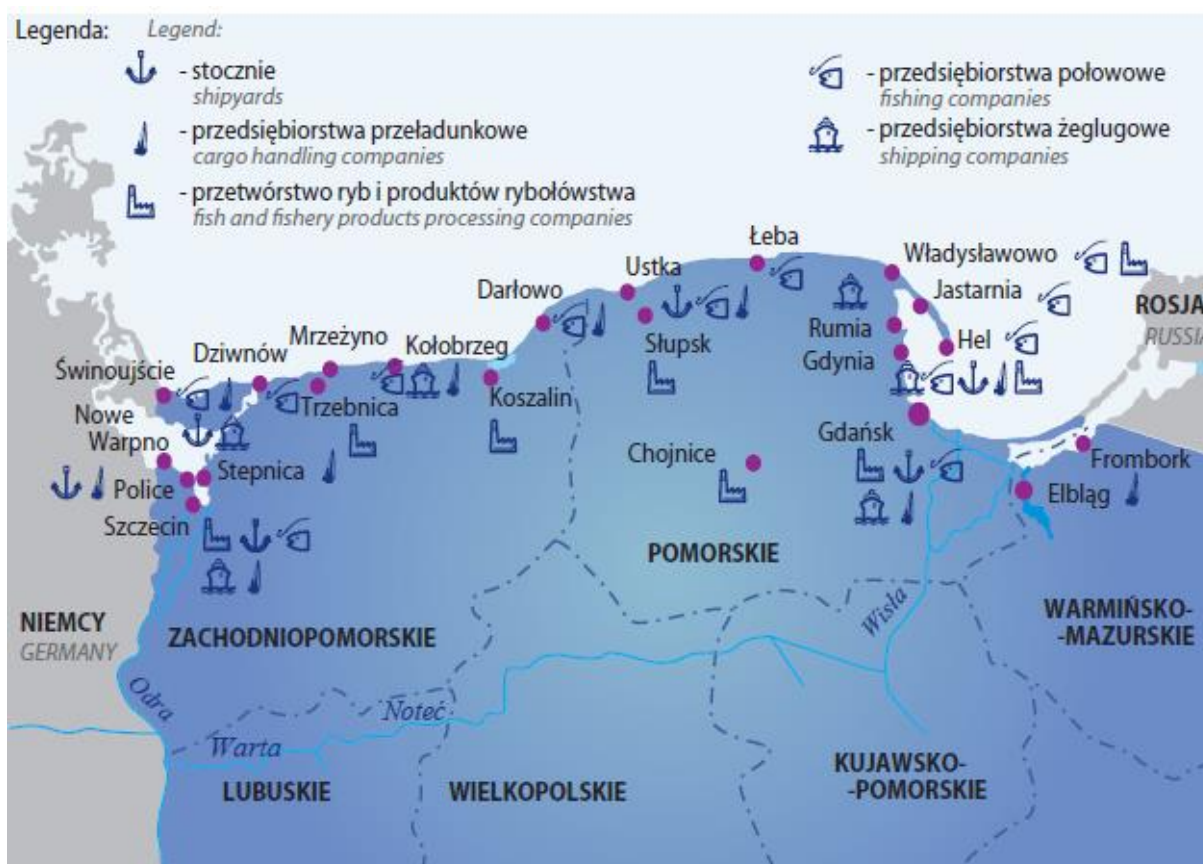 Legenda: Legend:
- stocznie
shipyards
- przedsiębiorstwa przeładunkowe
cargo handling companies
- przetwórstwo ryb i produktów rybołówstwa
fish and fishery products processing companies
- przedsiębiorstwa połowowe
fishing companies
- przedsiębiorstwa żeglugowe
shipping companies
Łeba
Władysławowo
Ustka
Jastarnia
Darłowo
ROSJA
RUSSIA
Mrzeżyno
Rumia
Hel
Dziwnów
Kołobrzeg
Słupsk
Gdynia
Świnoujście
Trzebnica
Koszalin
Nowe
Warpno
Gdańsk
Stepnica
Chojnice
Frombork
Police
Elbląg
Szczecin
POMORSKIE
Wisła
NIEMCY
GERMANY
ZACHODNIOPOMORSKIE
WARMIŃSKO-
-MAZURSKIE
Odra
Noteć
Warta
LUBUSKIE
WIELKOPOLSKIE
KUJAWSKO-
-POMORSKIE